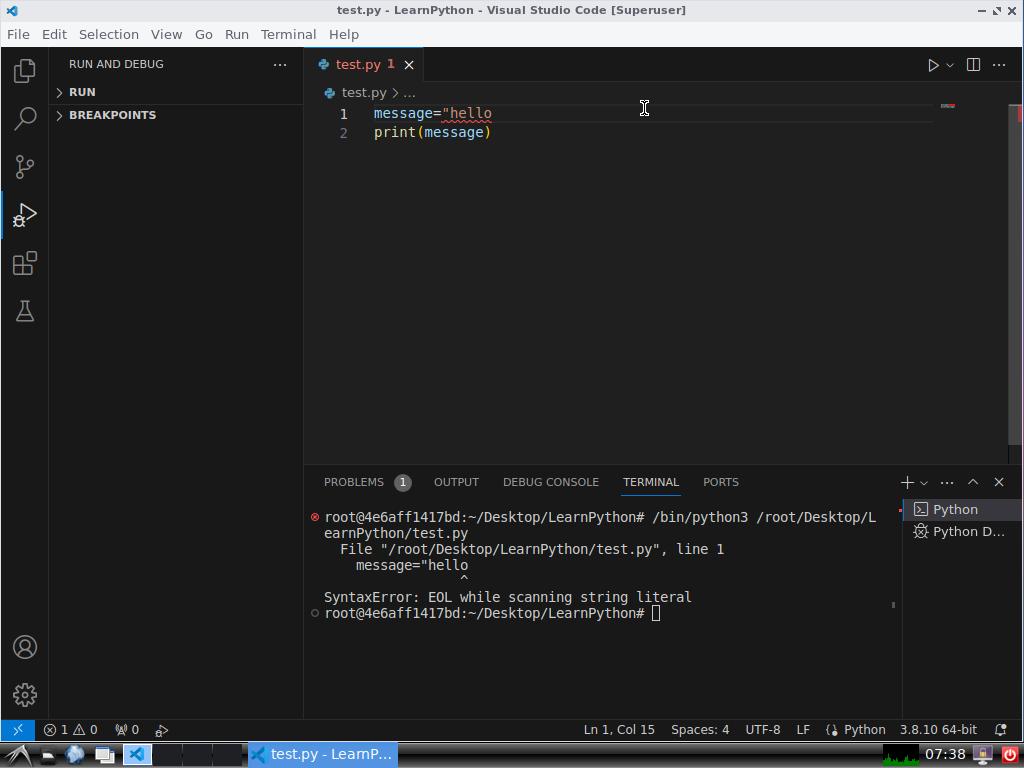 test.py - LearnPython - Visual Studio Code [Superuser]
File Edit Selection View Go Run Terminal Help
RUN AND DEBUG
test.py 1
RUN
test.py > ...
BREAKPOINTS
1 message="hello
2 print(message)
PROBLEMS 1 OUTPUT DEBUG CONSOLE TERMINAL PORTS
root@4e6aff1417bd:~/Desktop/LearnPython# /bin/python3 /root/Desktop/L
earnPython/test.py
File "/root/Desktop/LearnPython/test.py", line 1
message="hello
^
SyntaxError: EOL while scanning string literal
root@4e6aff1417bd:~/Desktop/LearnPython#
Python
Python D...
1 0 0 Ln 1, Col 15 Spaces: 4 UTF-8 LF Python 3.8.10 64-bit
test.py - LearnP... 07:38